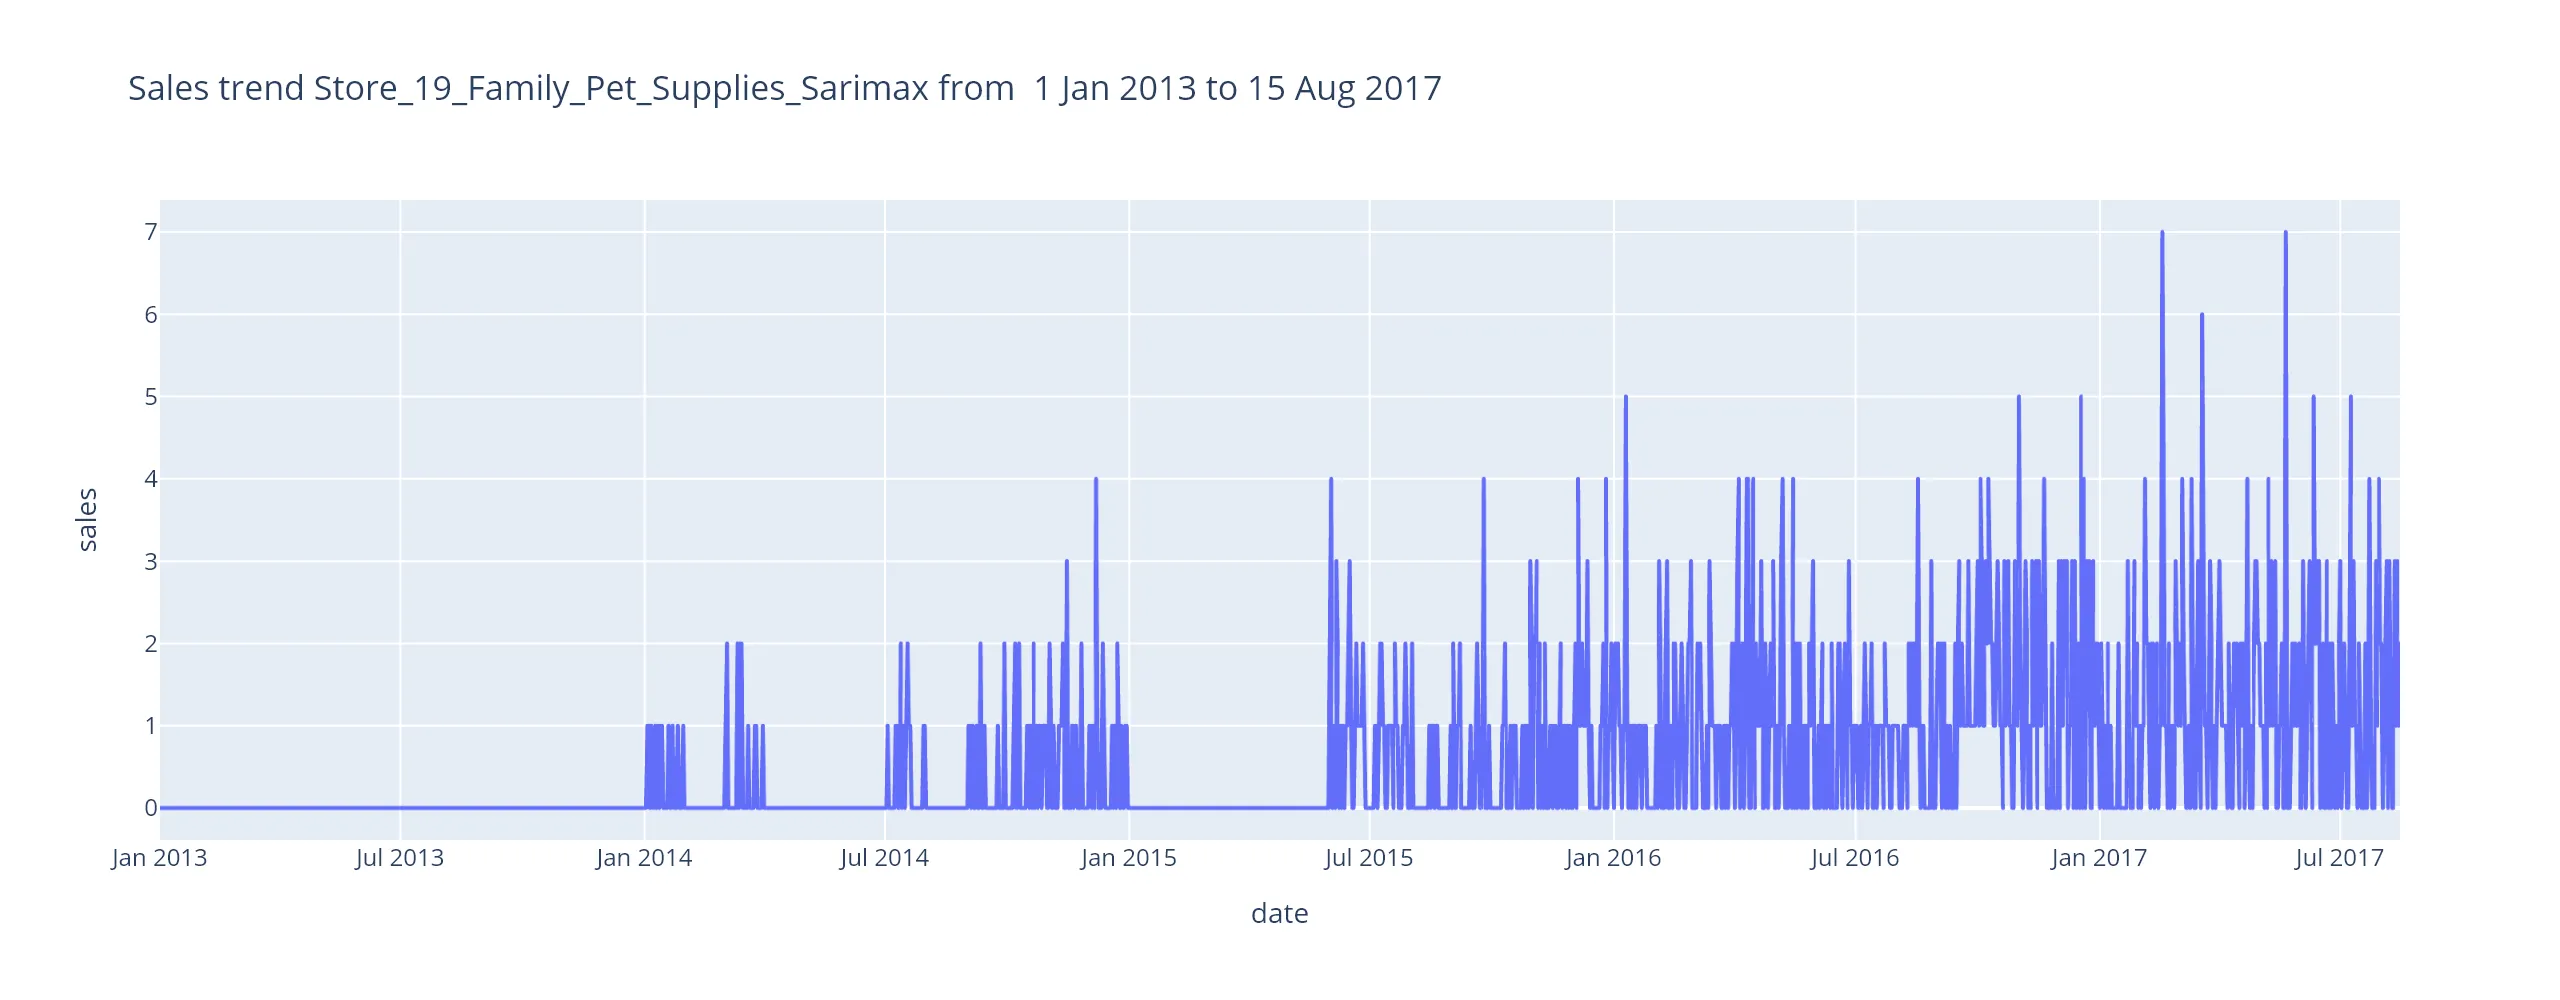 Sales trend Store_19_Family_Pet_Supplies_Sarimax from  1 Jan 2013 to 15 Aug 2017
7
6
5
4
3
2
1
0
sales
Jan 2013 Jul 2013 Jan 2014 Jul 2014 Jan 2015 Jul 2015 Jan 2016 Jul 2016 Jan 2017 Jul 2017
date